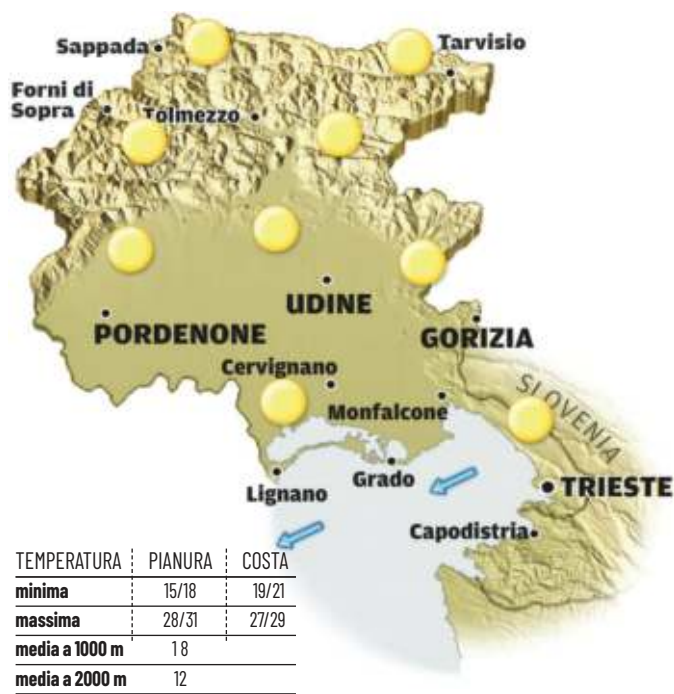 Sappada
Tarvisio
Forni di
Sopra
Tolmezzo
UDINE
PORDENONE
GORIZIA
Cervignano
Monfalcone
SLOVENIA
Lignano
Grado
TRIESTE
Capodistria
TEMPERATURA PIANURA COSTA
minima 15/18 19/21
massima 28/31 27/29
media a 1000 m 18
media a 2000 m 12